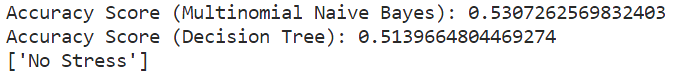 Accuracy Score (Multinomial Naive Bayes): 0.5307262569832403
Accuracy Score (Decision Tree): 0.5139664804469274
['No Stress']